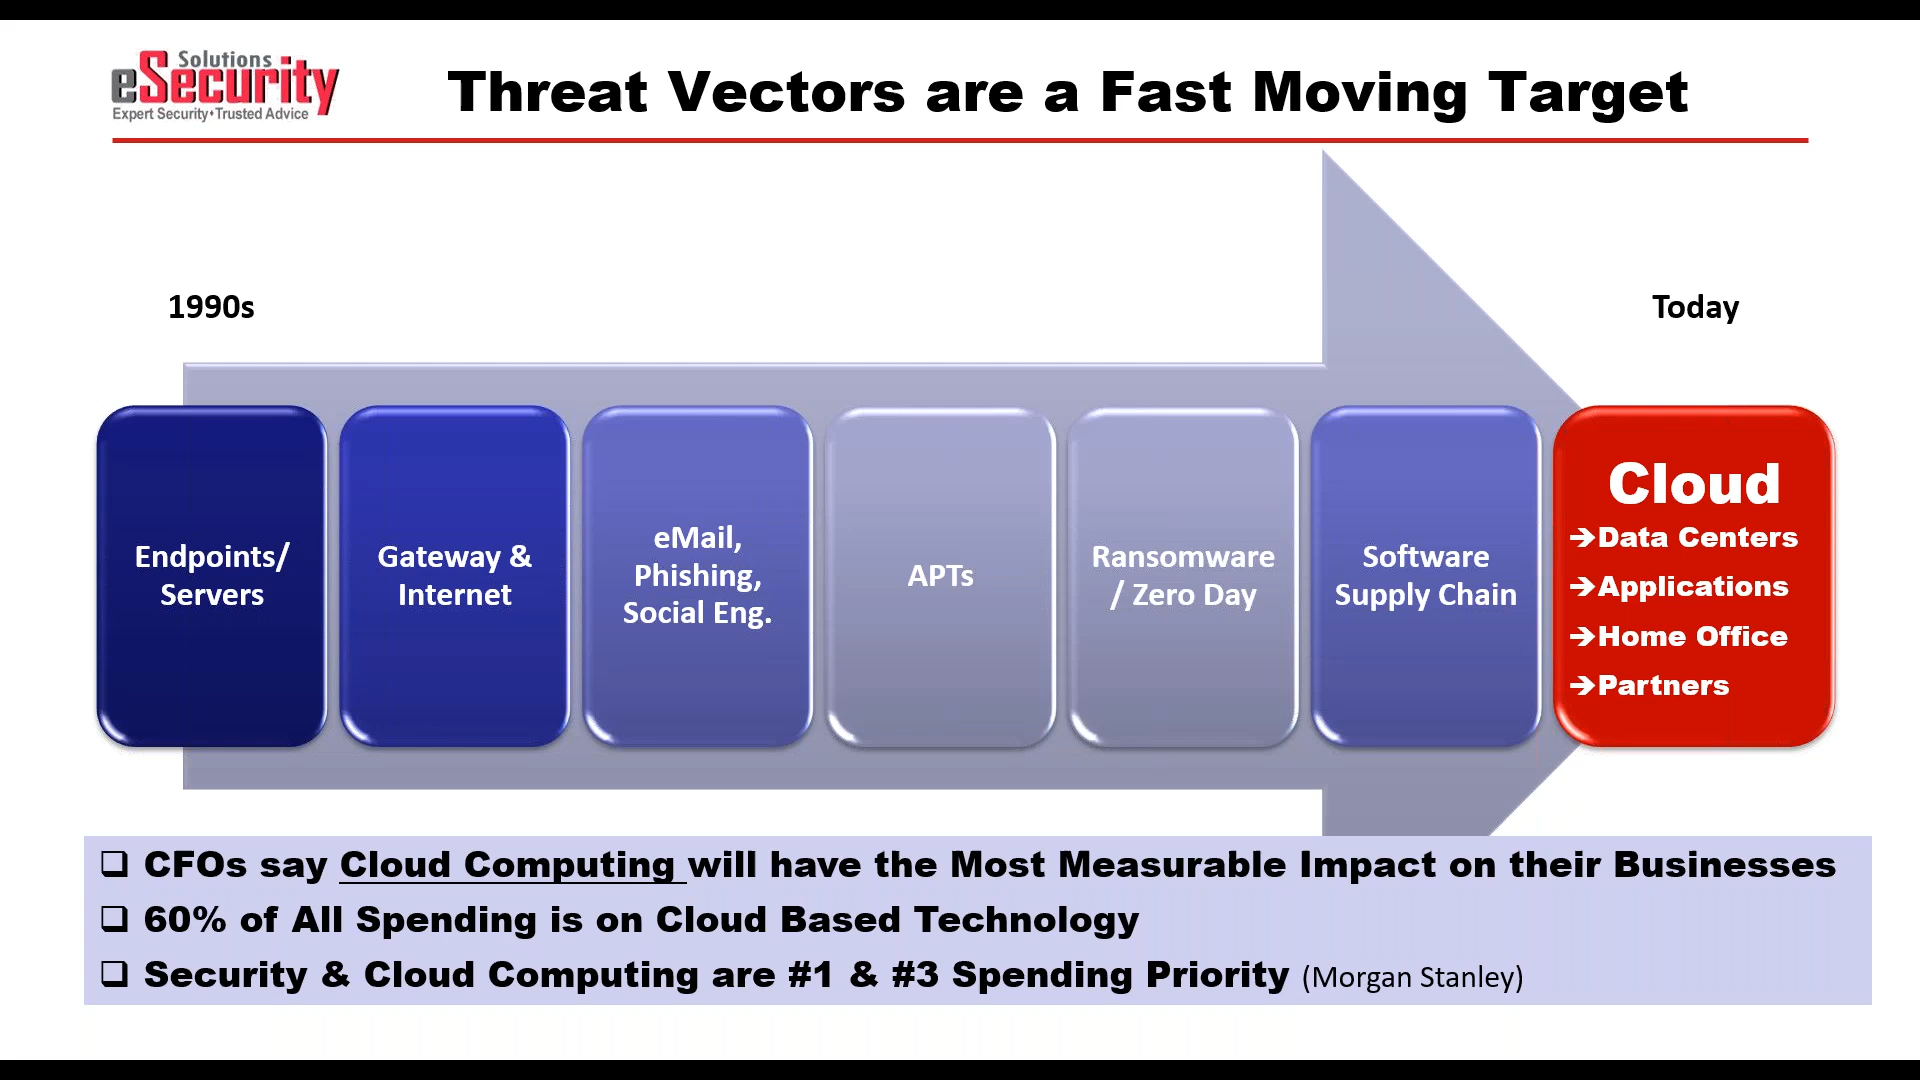 Solutions
eSecurity
Expert Security•Trusted Advice
Threat Vectors are a Fast Moving Target
1990s
Today
Endpoints/
Servers
Gateway &
Internet
eMail,
Phishing,
Social Eng.
APTs
Ransomware
/ Zero Day
Software
Supply Chain
Cloud
→Data Centers
→Applications
→Home Office
→Partners
❑ CFOs say Cloud Computing will have the Most Measurable Impact on their Businesses
❑ 60% of All Spending is on Cloud Based Technology
❑ Security & Cloud Computing are #1 & #3 Spending Priority (Morgan Stanley)